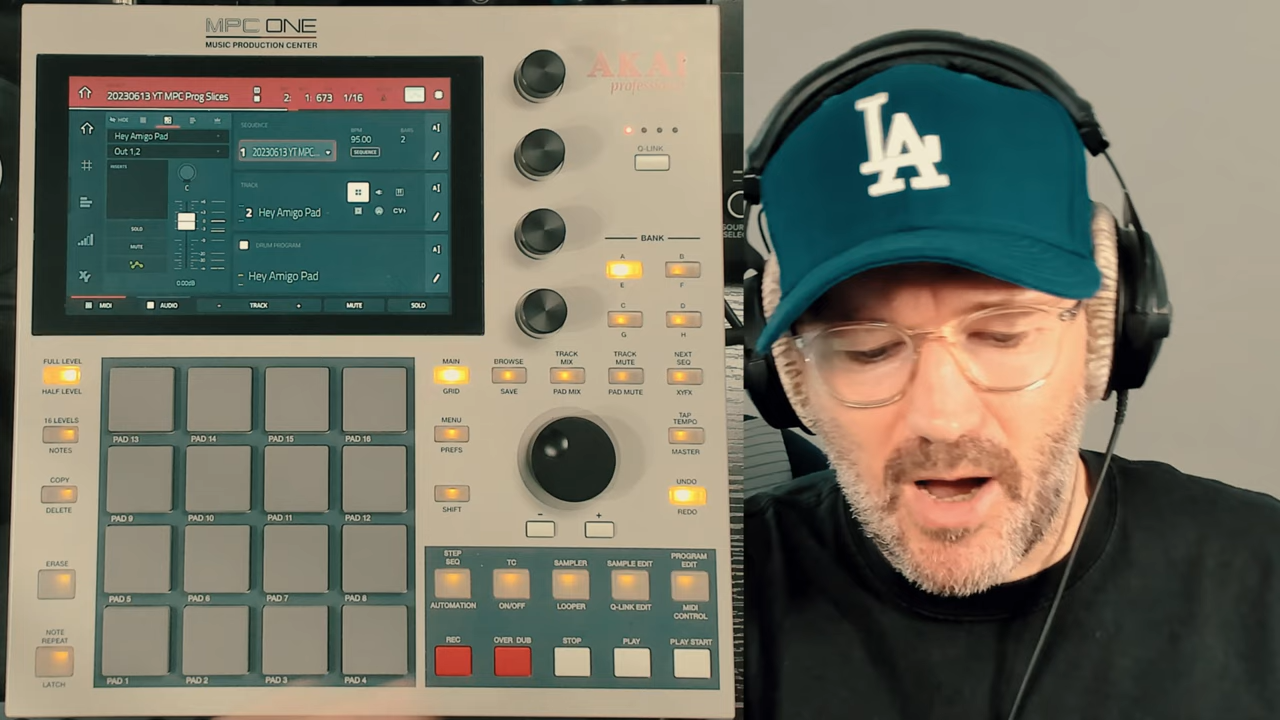 MPC ONE
MUSIC PRODUCTION CENTER
AKAI
professional
20230613 YT MPC Prog Slices
2: 1: 673 1/16
Hey Amigo Pad
Out 1,2
INSERTS
C
SOLO
MUTE
0.00dB
SEQUENCE
BPM
BARS
95.00
2
1 20230613 YT MPC...
SEQUENCE
TRACK
2 Hey Amigo Pad
CV
DRUM PROGRAM
Hey Amigo Pad
MIDI
AUDIO
- TRACK +
MUTE
SOLO
Q-LINK
BANK
A
B
E
F
C
D
G
H
FULL LEVEL
HALF LEVEL
16 LEVELS
NOTES
COPY
DELETE
ERASE
NOTE
REPEAT
LATCH
PAD 13
PAD 14
PAD 15
PAD 16
PAD 9
PAD 10
PAD 11
PAD 12
PAD 5
PAD 6
PAD 7
PAD 8
PAD 1
PAD 2
PAD 3
PAD 4
MAIN
GRID
BROWSE
SAVE
TRACK
MIX
PAD MIX
TRACK
MUTE
PAD MUTE
NEXT
SEQ
XYFX
MENU
PREFS
SHIFT
TAP
TEMPO
MASTER
UNDO
REDO
-
+
STEP
SEQ
AUTOMATION
TC
ON/OFF
SAMPLER
LOOPER
SAMPLE EDIT
Q-LINK EDIT
PROGRAM
EDIT
MIDI
CONTROL
REC
OVER DUB
STOP
PLAY
PLAY START
LA